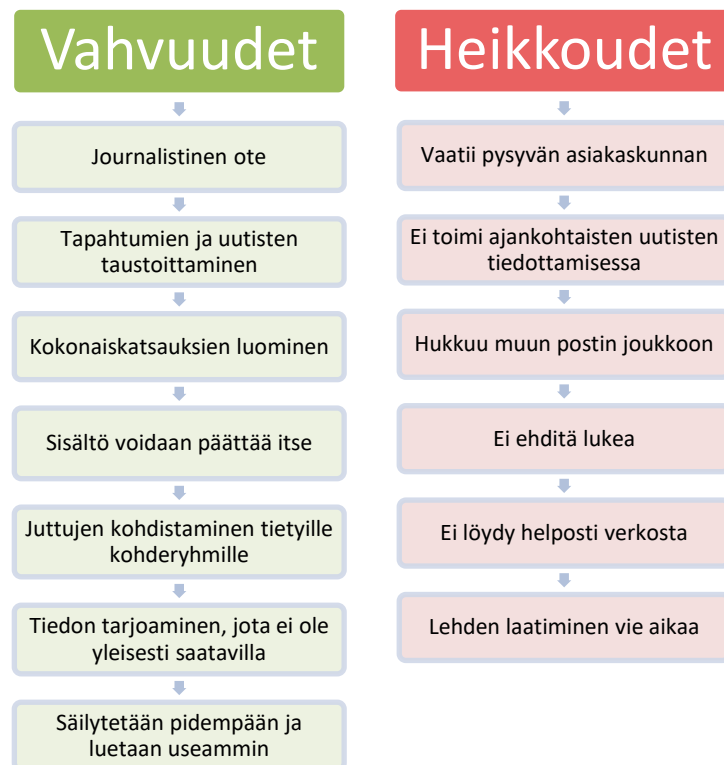 Vahvuudet
Journalistinen ote
Tapahtumien ja uutisten
taustoittaminen
Kokonaiskatsauksien luominen
Sisältö voidaan päättää itse
Juttujen kohdistaminen tietyille
kohderyhmille
Tiedon tarjoaminen, jota ei ole
yleisesti saatavilla
Säilytetään pidempään ja
luetaan useammin
Heikkoudet
Vaatii pysyvän asiakaskunnan
Ei toimi ajankohtaisten uutisten
tiedottamisessa
Hukkuu muun postin joukkoon
Ei ehditä lukea
Ei löydy helposti verkosta
Lehden laatiminen vie aikaa